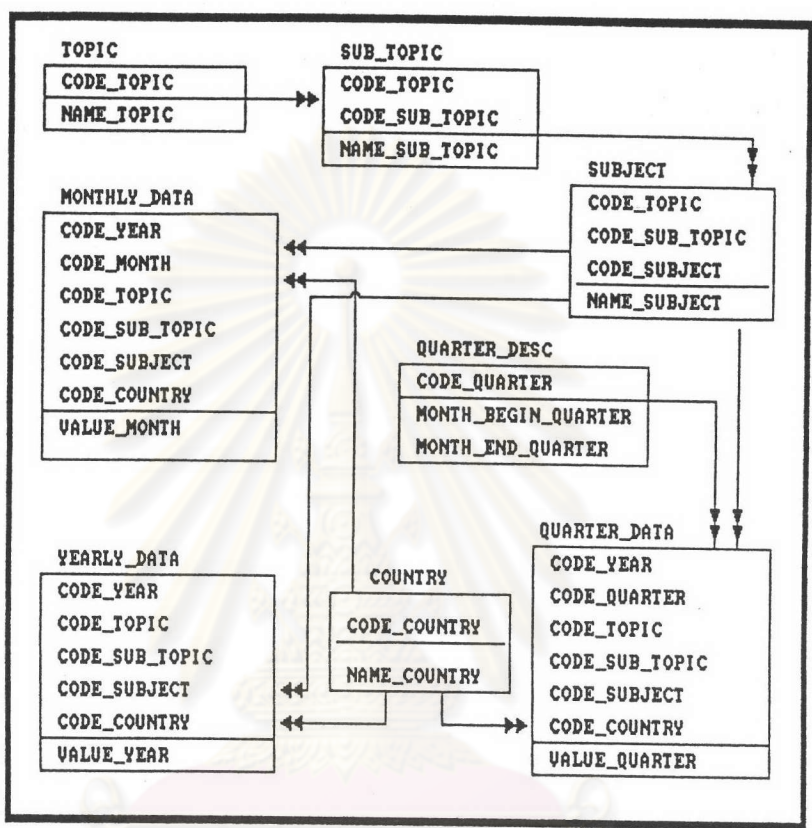 TOPIC
CODE_TOPIC
NAME_TOPIC
SUB_TOPIC
CODE_TOPIC
CODE_SUB_TOPIC
NAME_SUB_TOPIC
SUBJECT
CODE_TOPIC
CODE_SUB_TOPIC
CODE_SUBJECT
NAME_SUBJECT
MONTHLY_DATA
CODE_YEAR
CODE_MONTH
CODE_TOPIC
CODE_SUB_TOPIC
CODE_SUBJECT
CODE_COUNTRY
VALUE_MONTH
QUARTER_DESC
CODE_QUARTER
MONTH_BEGIN_QUARTER
MONTH_END_QUARTER
YEARLY_DATA
CODE_YEAR
CODE_TOPIC
CODE_SUB_TOPIC
CODE_SUBJECT
CODE_COUNTRY
VALUE_YEAR
COUNTRY
CODE_COUNTRY
NAME_COUNTRY
QUARTER_DATA
CODE_YEAR
CODE_QUARTER
CODE_TOPIC
CODE_SUB_TOPIC
CODE_SUBJECT
CODE_COUNTRY
VALUE_QUARTER